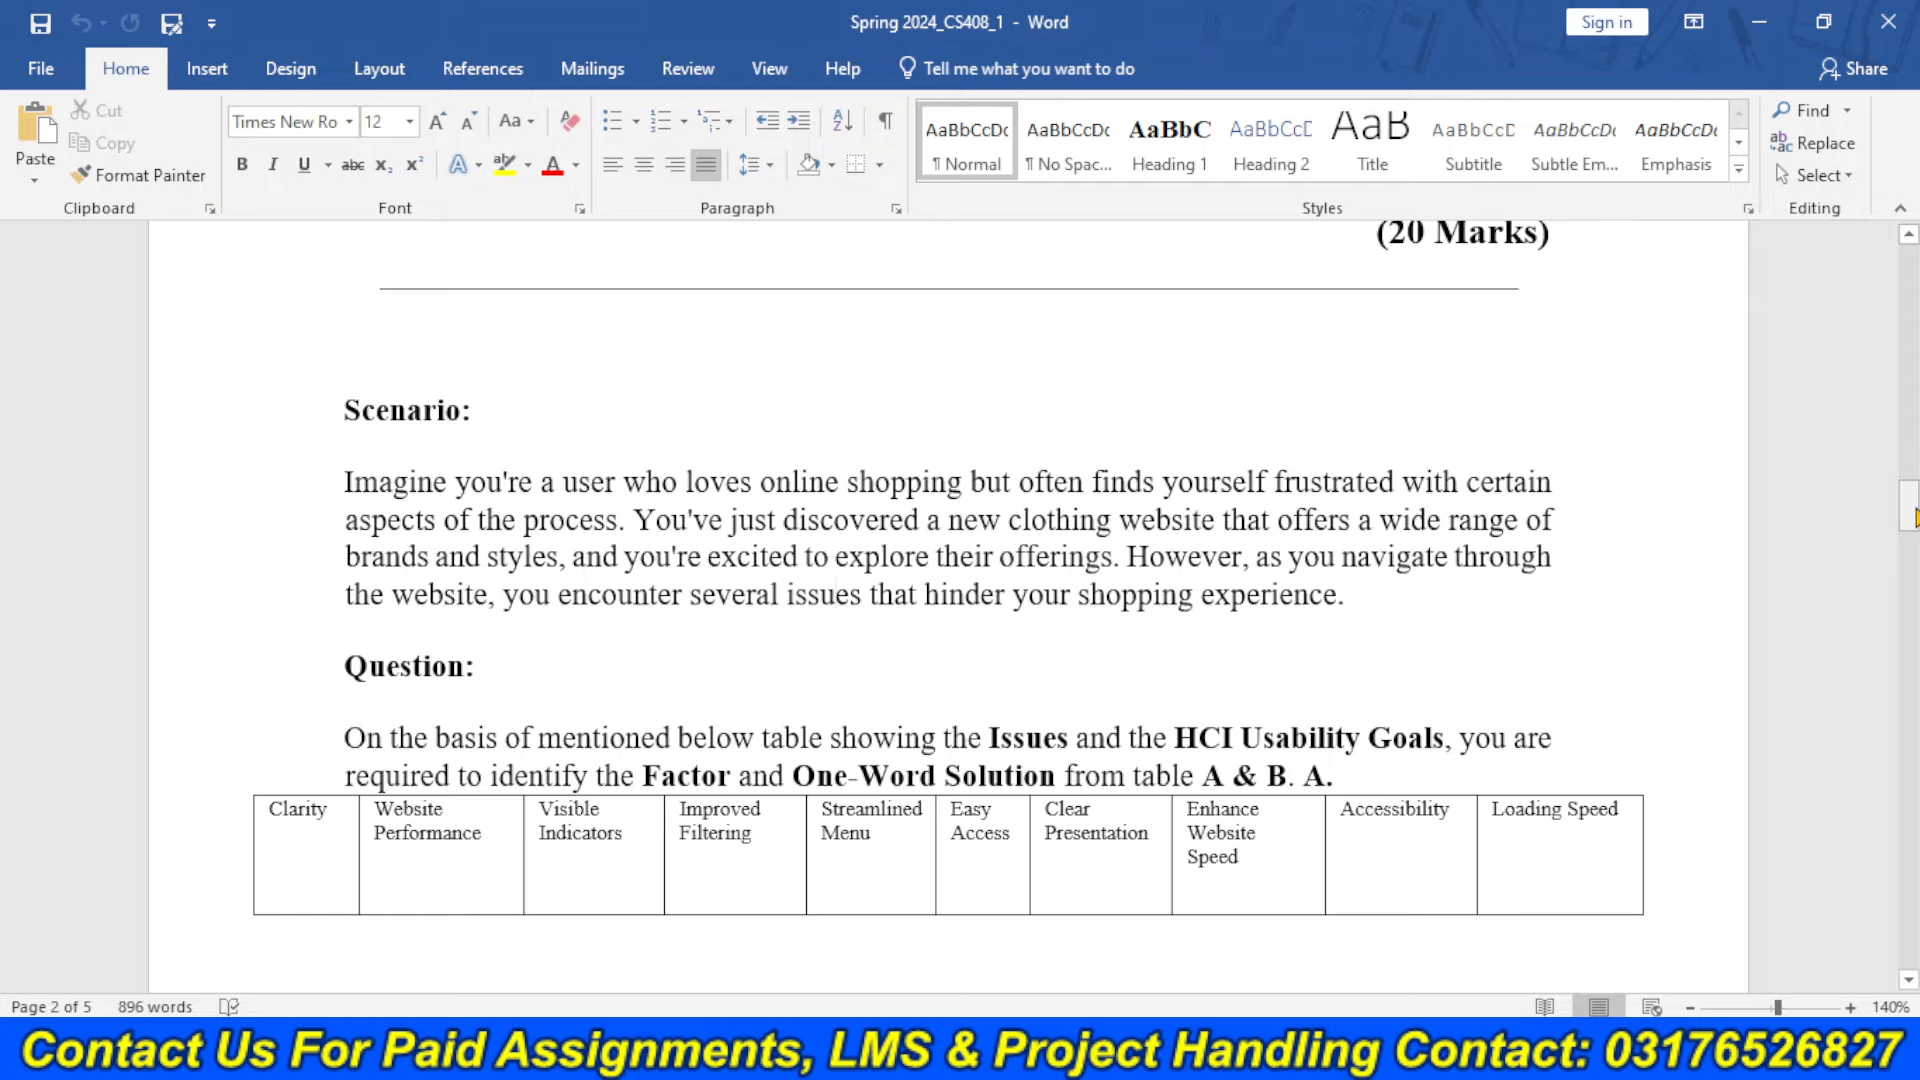 Spring 2024_CS408_1 - Word
Sign in
File Home Insert Design Layout References Mailings Review View Help Tell me what you want to do Share
Paste Cut
Copy
Format Painter
Clipboard
Times New Ro 12
Font
Paragraph
AaBbCcDc AaBbCcDc AaBbC AaBbCcD AaB AaBbCcD AaBbCcDc AaBbCcDc
¶ Normal ¶ No Spac... Heading 1 Heading 2 Title Subtitle Subtle Em... Emphasis
Styles
Find
Replace
Select
Editing
(20 Marks)
Scenario:
Imagine you're a user who loves online shopping but often finds yourself frustrated with certain
aspects of the process. You've just discovered a new clothing website that offers a wide range of
brands and styles, and you're excited to explore their offerings. However, as you navigate through
the website, you encounter several issues that hinder your shopping experience.
Question:
On the basis of mentioned below table showing the Issues and the HCI Usability Goals, you are
required to identify the Factor and One-Word Solution from table A & B. A.
Clarity
Website
Performance
Visible
Indicators
Improved
Filtering
Streamlined
Menu
Easy
Access
Clear
Presentation
Enhance
Website
Speed
Accessibility
Loading Speed
Page 2 of 5 896 words
140%
Contact Us For Paid Assignments, LMS & Project Handling Contact: 03176526827